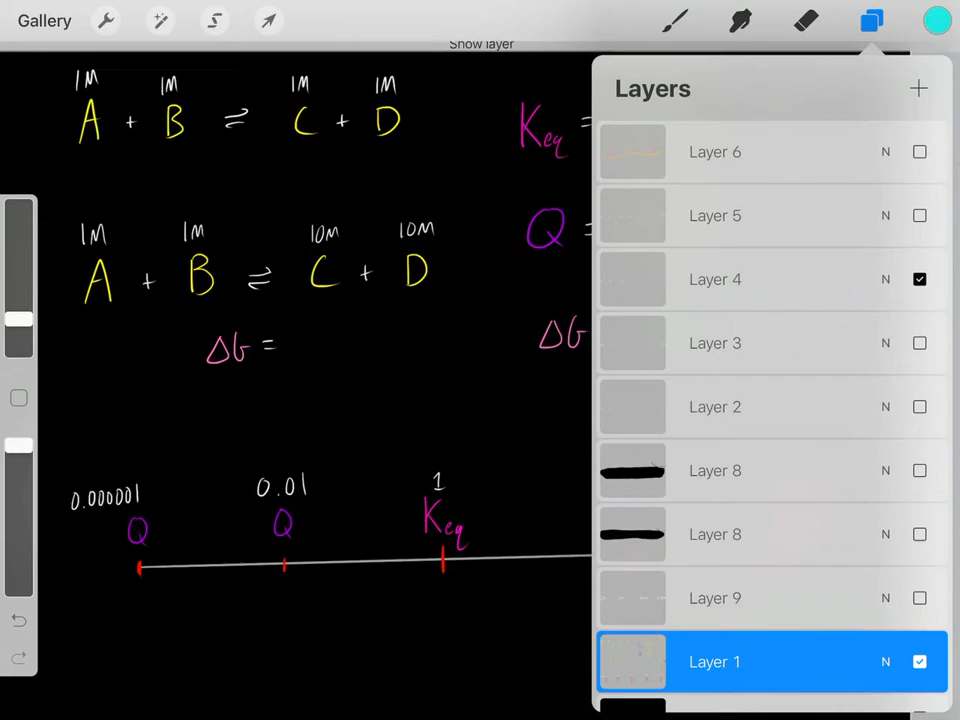 Gallery
Show layer
1M 1M 1M 1M
A + B ⇌ C + D
Keq =
1M 1M 10M 10M
A + B ⇌ C + D
Q =
ΔG =
ΔG
0.000001 0.01 1
Q Q Keq
Layers
Layer 6 N
Layer 5 N
Layer 4 N
Layer 3 N
Layer 2 N
Layer 8 N
Layer 8 N
Layer 9 N
Layer 1 N